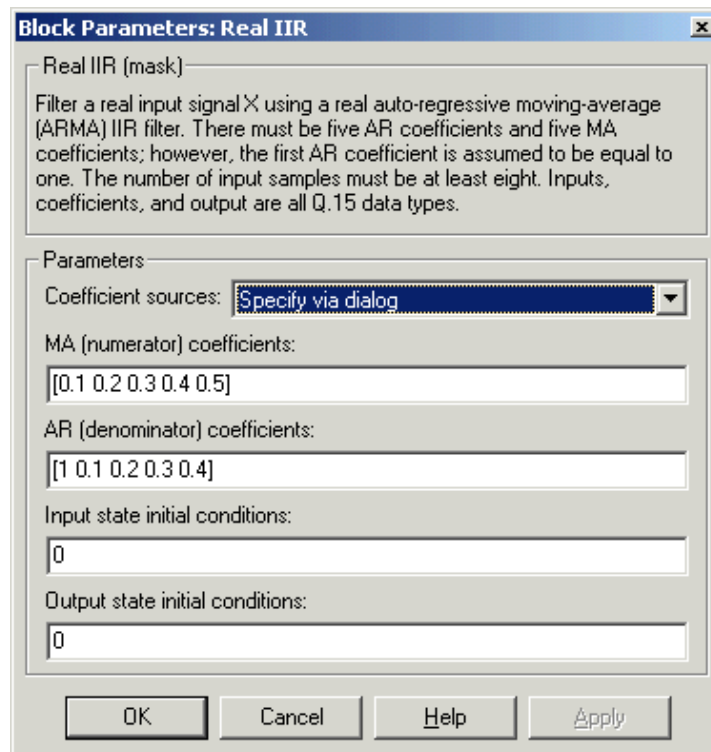 Block Parameters: Real IIR
Real IIR (mask)
Filter a real input signal X using a real auto-regressive moving-average
(ARMA) IIR filter. There must be five AR coefficients and five MA
coefficients; however, the first AR coefficient is assumed to be equal to
one. The number of input samples must be at least eight. Inputs,
coefficients, and output are all Q.15 data types.
Parameters
Coefficient sources: Specify via dialog
MA (numerator) coefficients:
[0.1 0.2 0.3 0.4 0.5]
AR (denominator) coefficients:
[1 0.1 0.2 0.3 0.4]
Input state initial conditions:
0
Output state initial conditions:
0
OK Cancel Help Apply